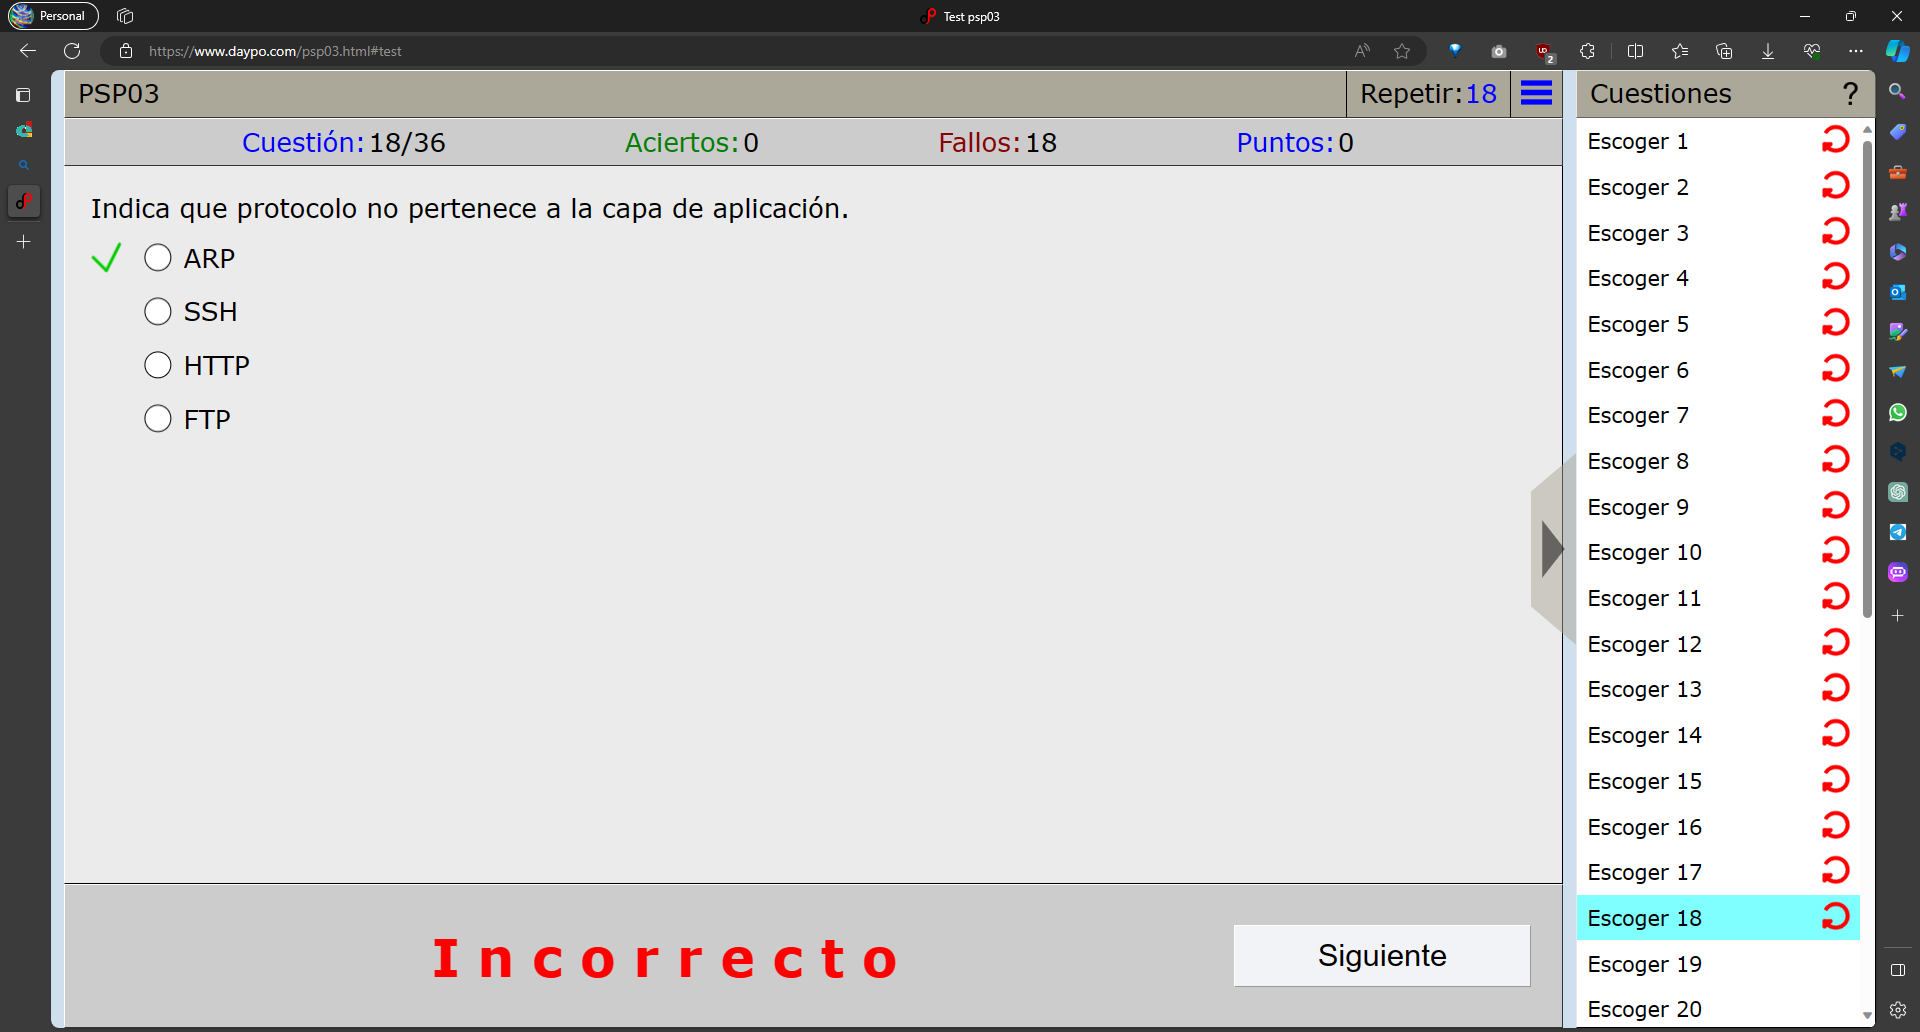 Personal
Test psp03
https://www.daypo.com/psp03.html#test
PSP03
Repetir:18
Cuestiones ?
Cuestión:18/36
Aciertos:0
Fallos:18
Puntos:0
Indica que protocolo no pertenece a la capa de aplicación.
ARP
SSH
HTTP
FTP
Incorrecto
Siguiente
Escoger 1
Escoger 2
Escoger 3
Escoger 4
Escoger 5
Escoger 6
Escoger 7
Escoger 8
Escoger 9
Escoger 10
Escoger 11
Escoger 12
Escoger 13
Escoger 14
Escoger 15
Escoger 16
Escoger 17
Escoger 18
Escoger 19
Escoger 20
2